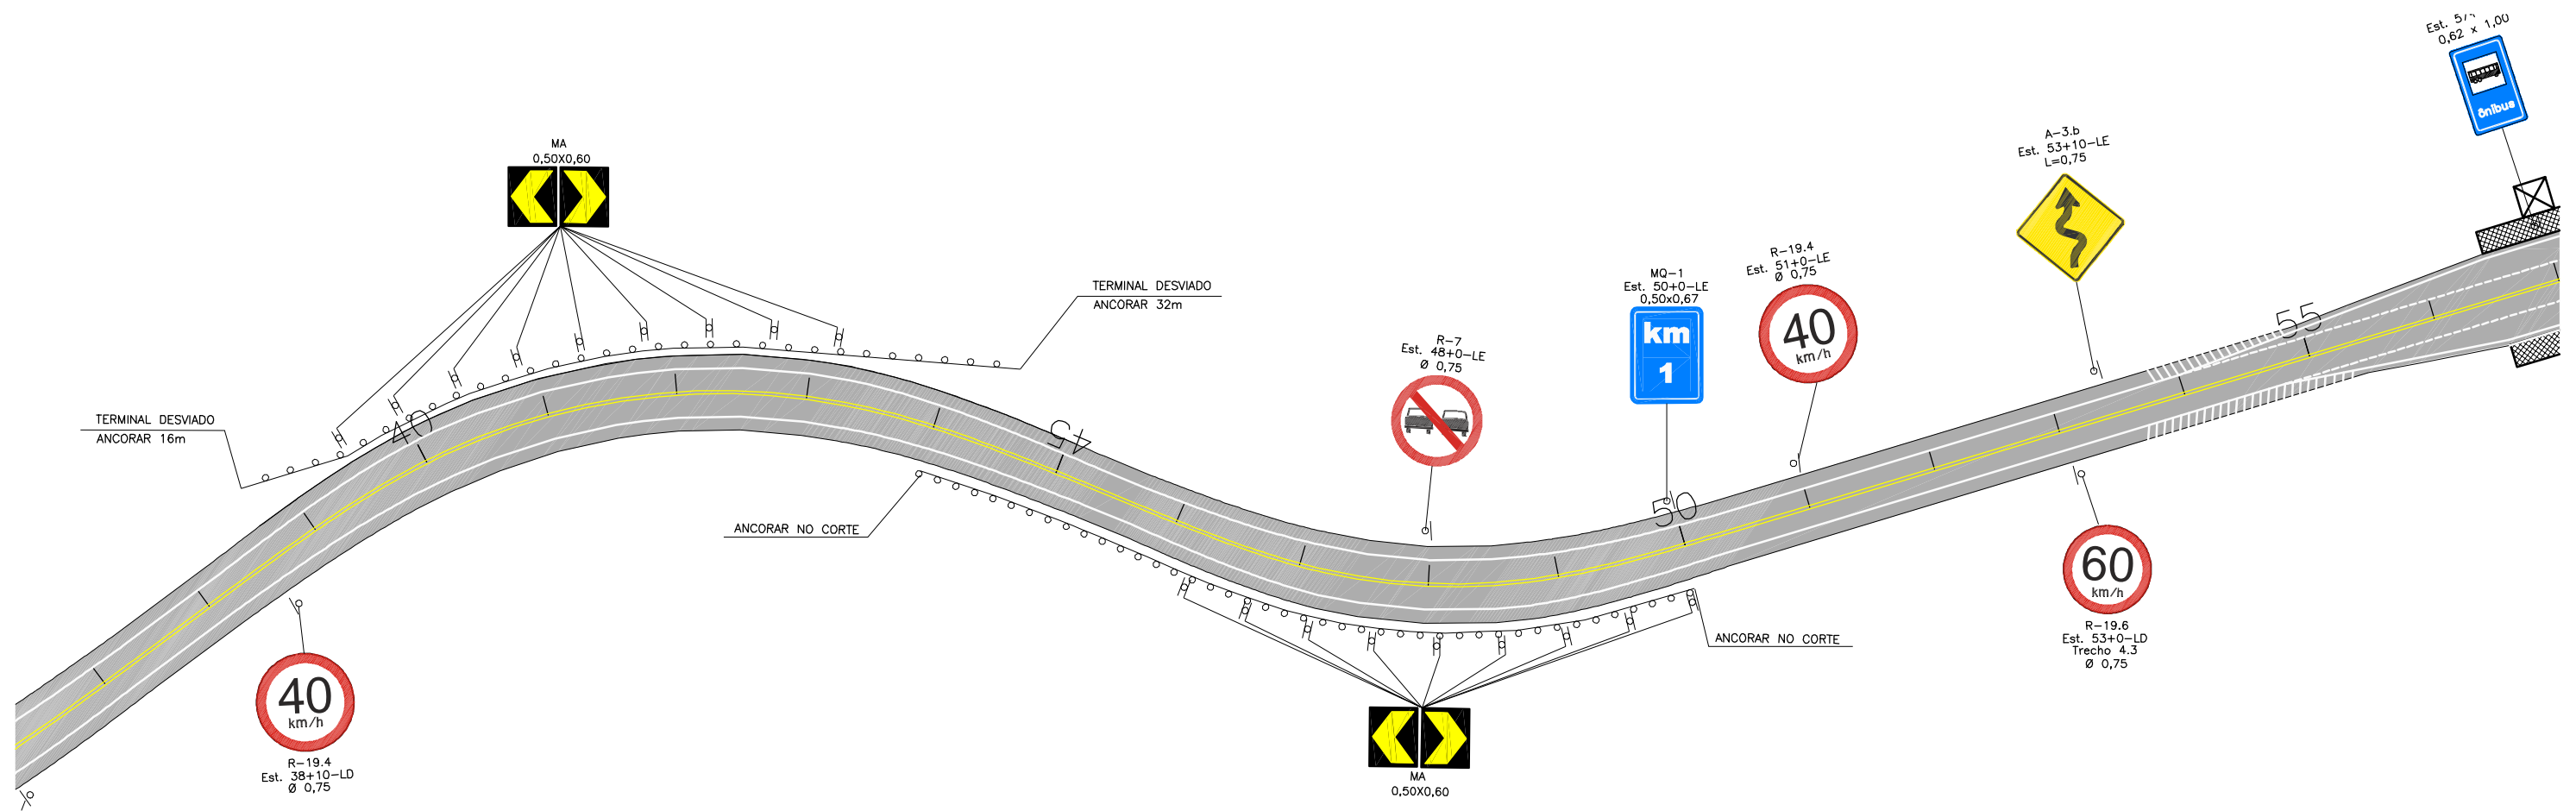 MA
0,50X0,60
TERMINAL DESVIADO
ANCORAR 32m
TERMINAL DESVIADO
ANCORAR 16m
40
45
ANCORAR NO CORTE
R-19.4
Est. 38+10-LD
Ø 0,75
40
km/h
R-7
Est. 48+0-LE
Ø 0,75
MQ-1
Est. 50+0-LE
0,50x0,67
km
1
50
R-19.4
Est. 51+0-LE
Ø 0,75
40
km/h
A-3.b
Est. 53+10-LE
L=0,75
55
Est.
0,62 x 1,00
ônibus
60
km/h
R-19.6
Est. 53+0-LD
Trecho 4.3
Ø 0,75
ANCORAR NO CORTE
MA
0,50X0,60